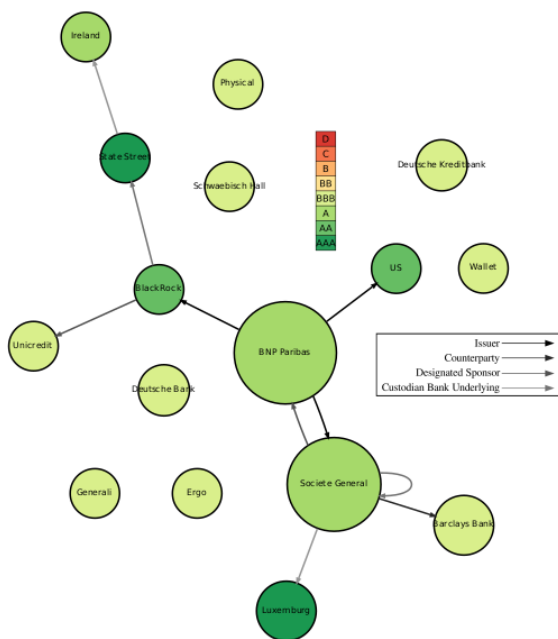 Ireland
Physical
State Street
Schwaebisch Hall
D
C
B
BB
BBB
A
AA
AAA
Deutsche Kreditbank
US
Wallet
BlackRock
Unicredit
BNP Paribas
Issuer
Counterparty
Designated Sponsor
Custodian Bank Underlying
Deutsche Bank
Generali
Ergo
Societe General
Barclays Bank
Luxemburg